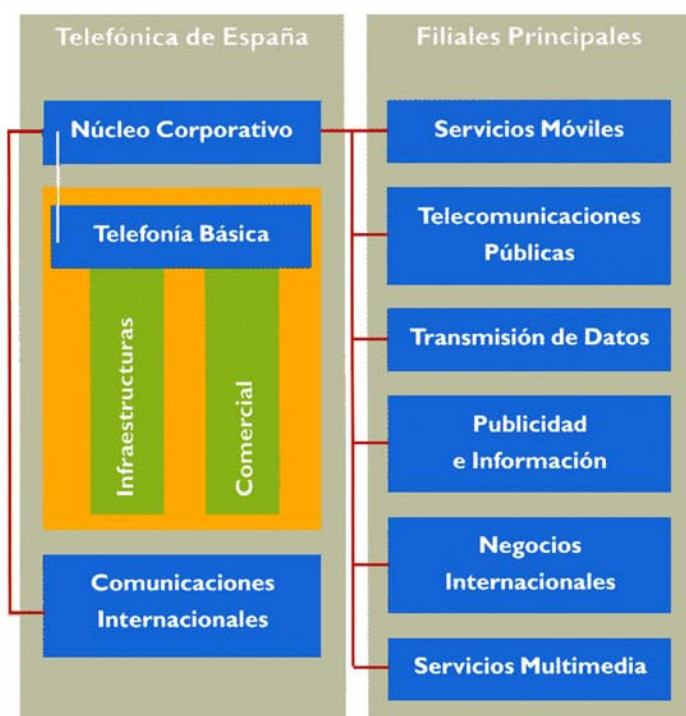 Telefónica de España
Núcleo Corporativo
Telefonía Básica
Infraestructuras
Comercial
Comunicaciones
Internacionales
Filiales Principales
Servicios Móviles
Telecomunicaciones
Públicas
Transmisión de Datos
Publicidad
e Información
Negocios
Internacionales
Servicios Multimedia